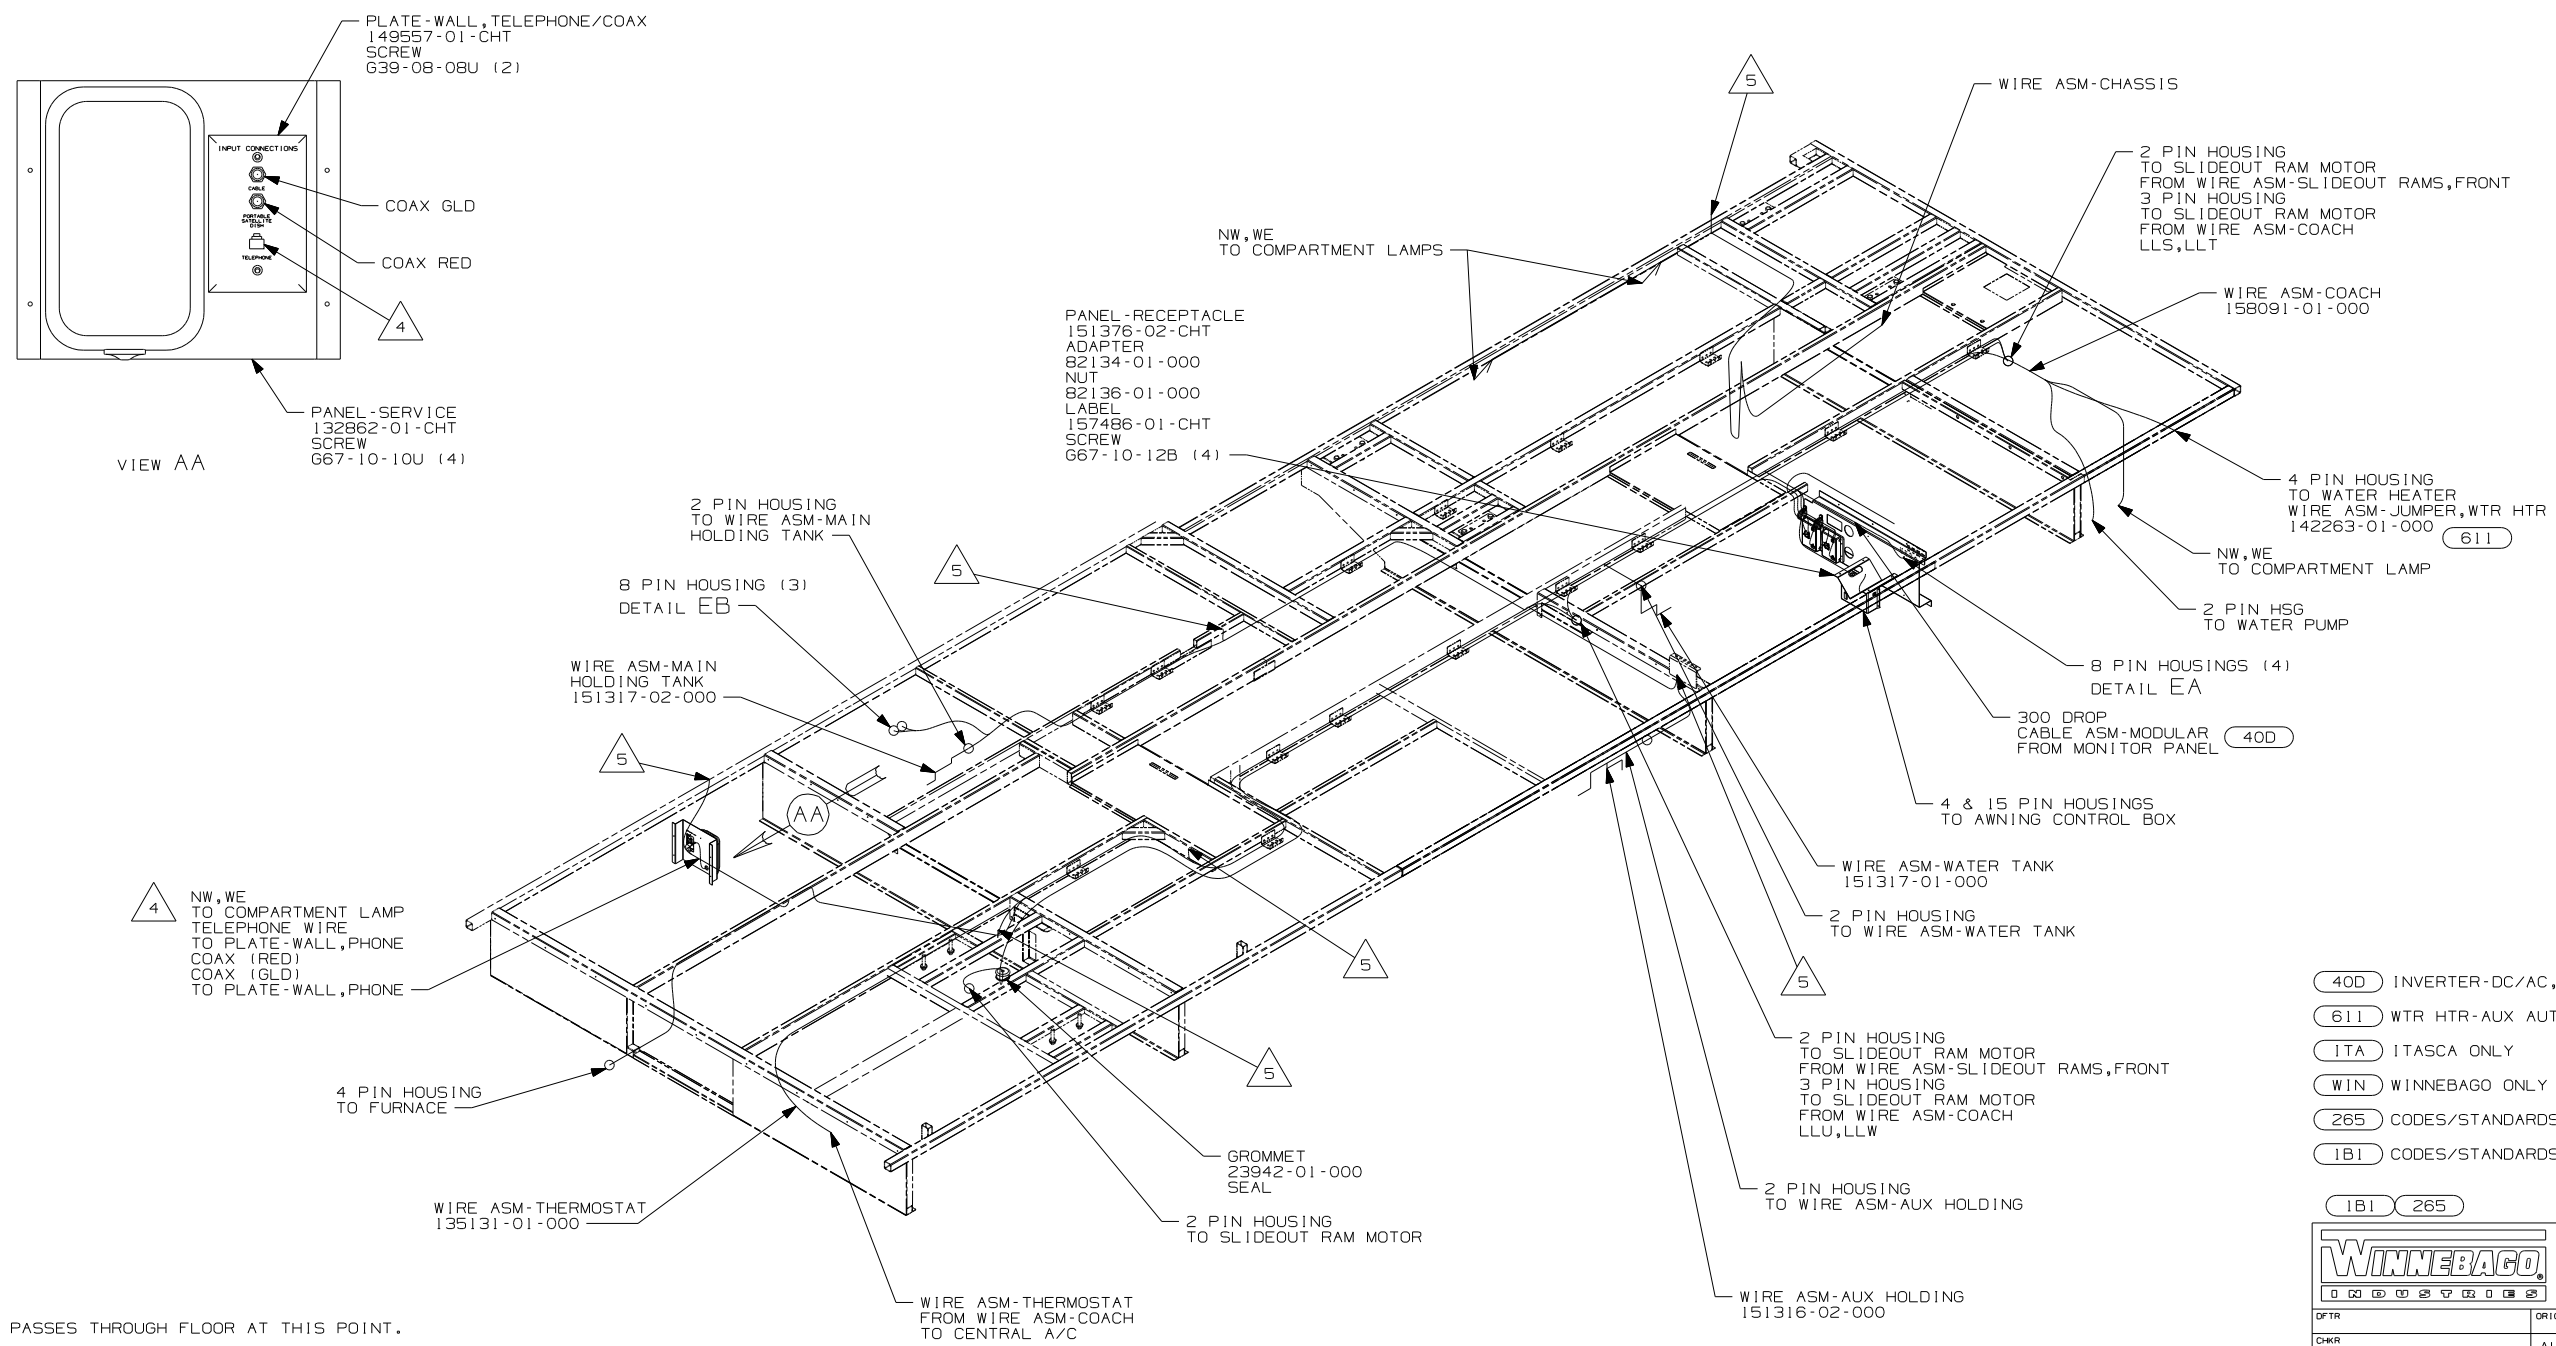 PLATE-WALL,TELEPHONE/COAX
149557-01-CHT
SCREW
G39-08-08U (2)
INPUT CONNECTIONS
CABLE
PORTABLE
SATELLITE
DISH
TELEPHONE
COAX GLD
COAX RED
4
PANEL-SERVICE
132862-01-CHT
SCREW
G67-10-10U (4)
VIEW AA
5
WIRE ASM-CHASSIS
2 PIN HOUSING
TO SLIDEOUT RAM MOTOR
FROM WIRE ASM-SLIDEOUT RAMS,FRONT
3 PIN HOUSING
TO SLIDEOUT RAM MOTOR
FROM WIRE ASM-COACH
LLS,LLT
NW,WE
TO COMPARTMENT LAMPS
WIRE ASM-COACH
158091-01-000
PANEL-RECEPTACLE
151376-02-CHT
ADAPTER
82134-01-000
NUT
82136-01-000
LABEL
157486-01-CHT
SCREW
G67-10-12B (4)
4 PIN HOUSING
TO WATER HEATER
WIRE ASM-JUMPER,WTR HTR
142263-01-000
611
NW,WE
TO COMPARTMENT LAMP
2 PIN HSG
TO WATER PUMP
8 PIN HOUSINGS (4)
DETAIL EA
300 DROP
CABLE ASM-MODULAR
FROM MONITOR PANEL
40D
4 & 15 PIN HOUSINGS
TO AWNING CONTROL BOX
2 PIN HOUSING
TO WIRE ASM-MAIN
HOLDING TANK
5
8 PIN HOUSING (3)
DETAIL EB
WIRE ASM-MAIN
HOLDING TANK
151317-02-000
5
AA
4
NW,WE
TO COMPARTMENT LAMP
TELEPHONE WIRE
TO PLATE-WALL,PHONE
COAX (RED)
COAX (GLD)
TO PLATE-WALL,PHONE
WIRE ASM-WATER TANK
151317-01-000
2 PIN HOUSING
TO WIRE ASM-WATER TANK
5
5
5
2 PIN HOUSING
TO SLIDEOUT RAM MOTOR
FROM WIRE ASM-SLIDEOUT RAMS,FRONT
3 PIN HOUSING
TO SLIDEOUT RAM MOTOR
FROM WIRE ASM-COACH
LLU,LLW
4 PIN HOUSING
TO FURNACE
GROMMET
23942-01-000
SEAL
2 PIN HOUSING
TO WIRE ASM-AUX HOLDING
WIRE ASM-THERMOSTAT
135131-01-000
2 PIN HOUSING
TO SLIDEOUT RAM MOTOR
WIRE ASM-THERMOSTAT
FROM WIRE ASM-COACH
TO CENTRAL A/C
WIRE ASM-AUX HOLDING
151316-02-000
PASSES THROUGH FLOOR AT THIS POINT.
40D INVERTER-DC/AC,
611 WTR HTR-AUX AUT
ITA ITASCA ONLY
WIN WINNEBAGO ONLY
265 CODES/STANDARDS
1B1 CODES/STANDARDS
1B1 265
WINNEBAGO
INDUSTRIES
DFTR
CHKR